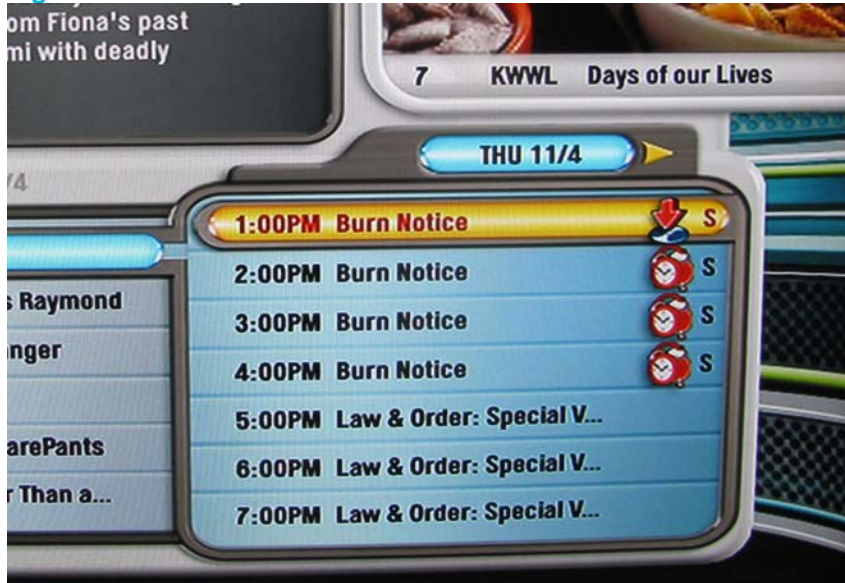 om Fiona's past
mi with deadly
7 KWWL Days of our Lives
THU 11/4
/4
1:00PM Burn Notice S
2:00PM Burn Notice S
3:00PM Burn Notice S
4:00PM Burn Notice S
5:00PM Law & Order: Special V...
6:00PM Law & Order: Special V...
7:00PM Law & Order: Special V...
s Raymond
nger
arePants
r Than a...